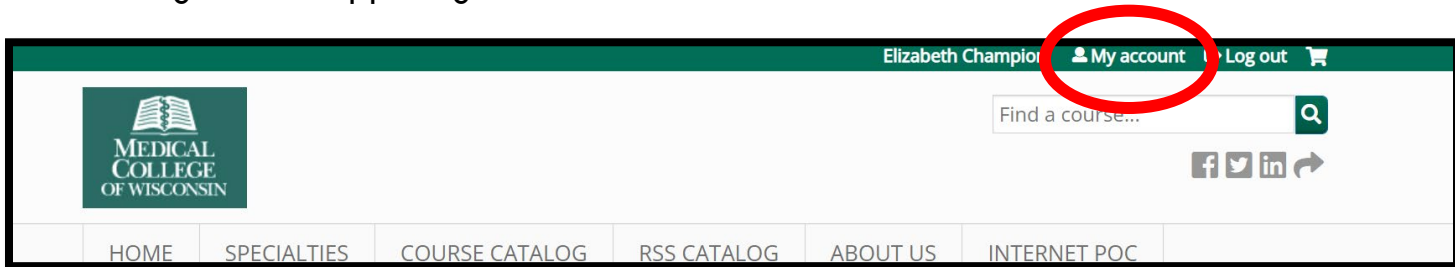 Elizabeth Champion My account Log out
MEDICAL
COLLEGE
OF WISCONSIN
Find a course...
HOME SPECIALTIES COURSE CATALOG RSS CATALOG ABOUT US INTERNET POC